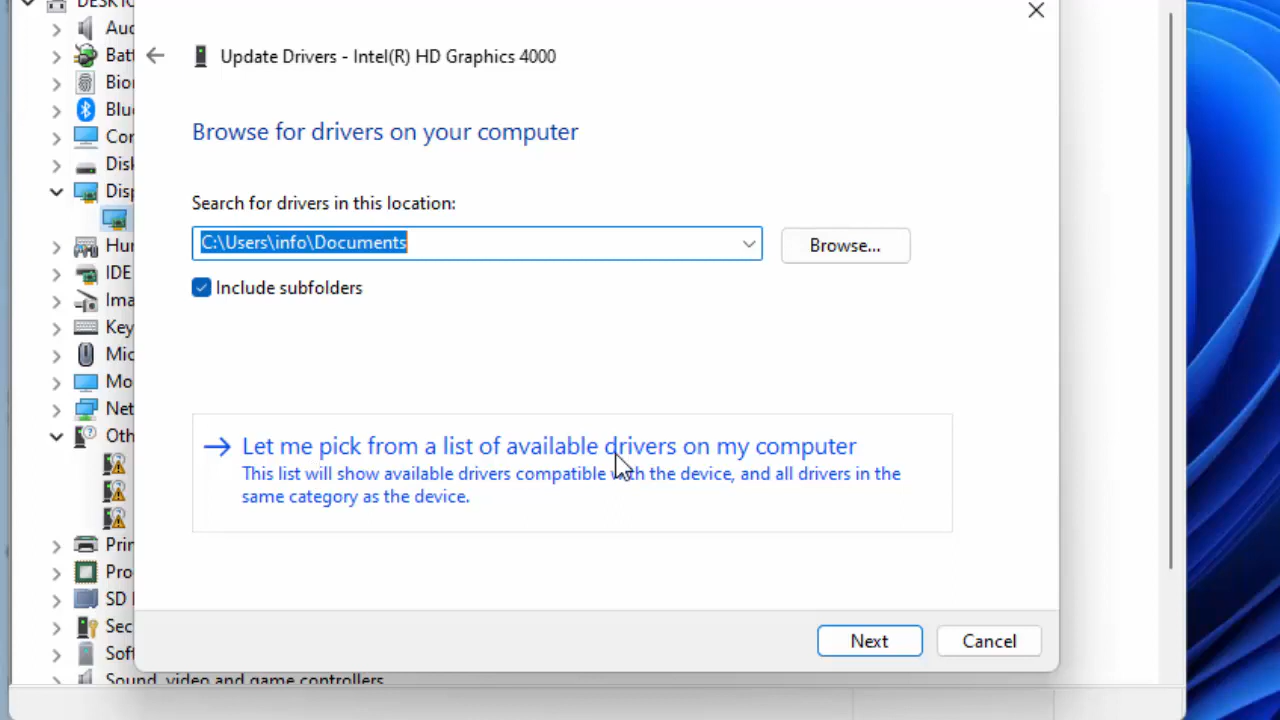 Update Drivers - Intel(R) HD Graphics 4000
Browse for drivers on your computer
Search for drivers in this location:
C:\Users\info\Documents
Browse...
Include subfolders
Let me pick from a list of available drivers on my computer
This list will show available drivers compatible with the device, and all drivers in the
same category as the device.
Next
Cancel
Aud
Batt
Bion
Blue
Con
Disk
Disp
Hun
IDE
Ima
Key
Mic
Mo
Net
Oth
Prin
Pro
SD
Sec
Soft
Sound, video and game controllers